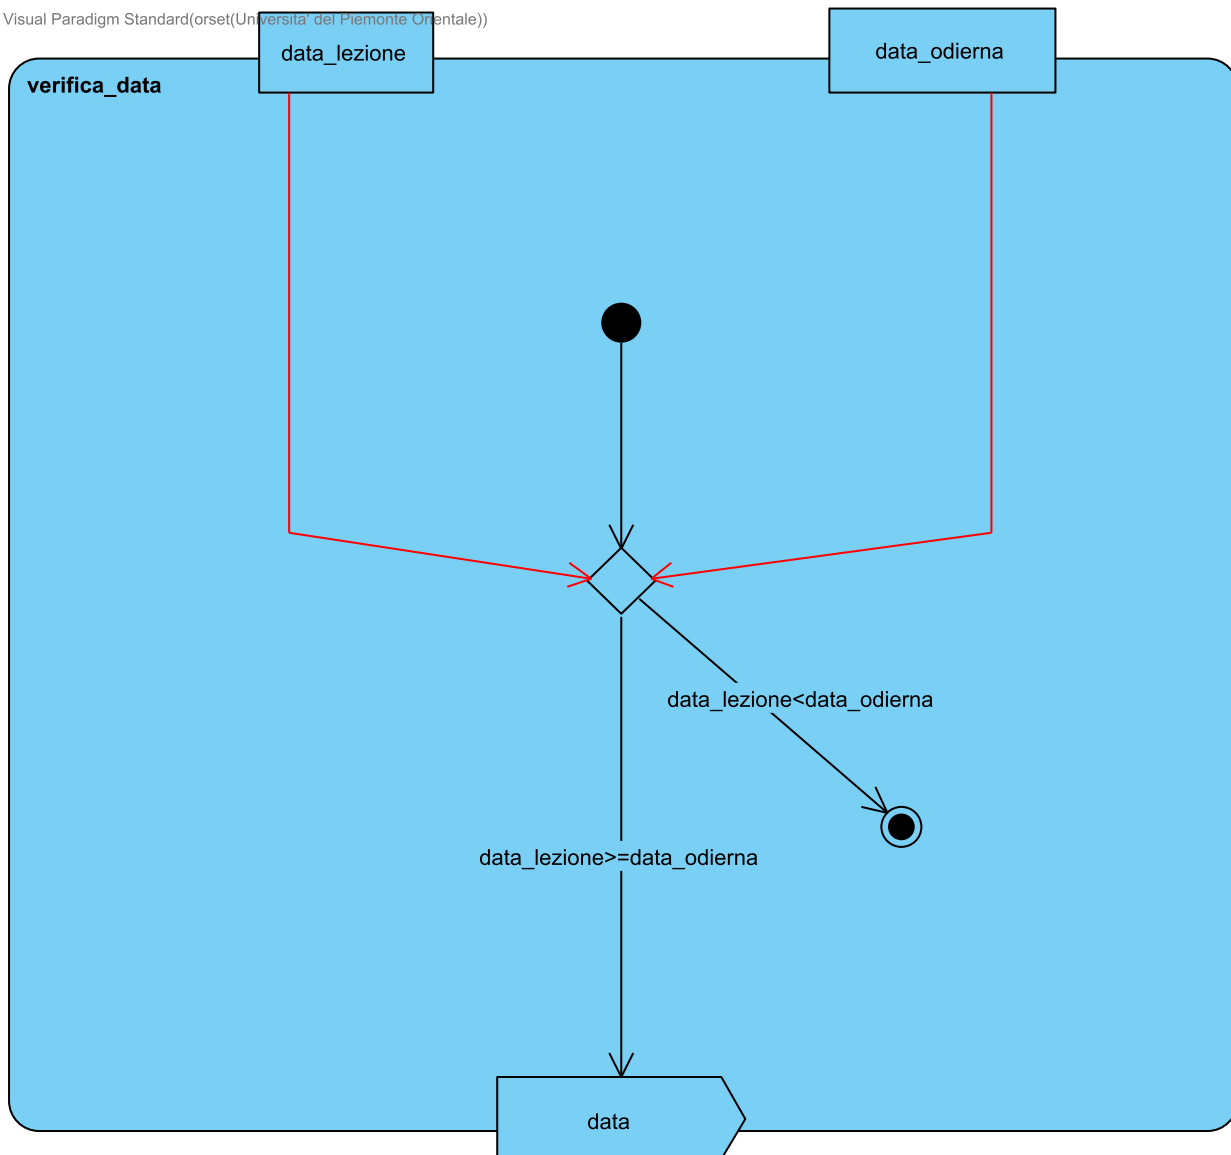 Visual Paradigm Standard(orset(Universita' del Piemonte Orientale))
data_lezione
data_odierna
verifica_data
data_lezione<data_odierna
data_lezione>=data_odierna
data